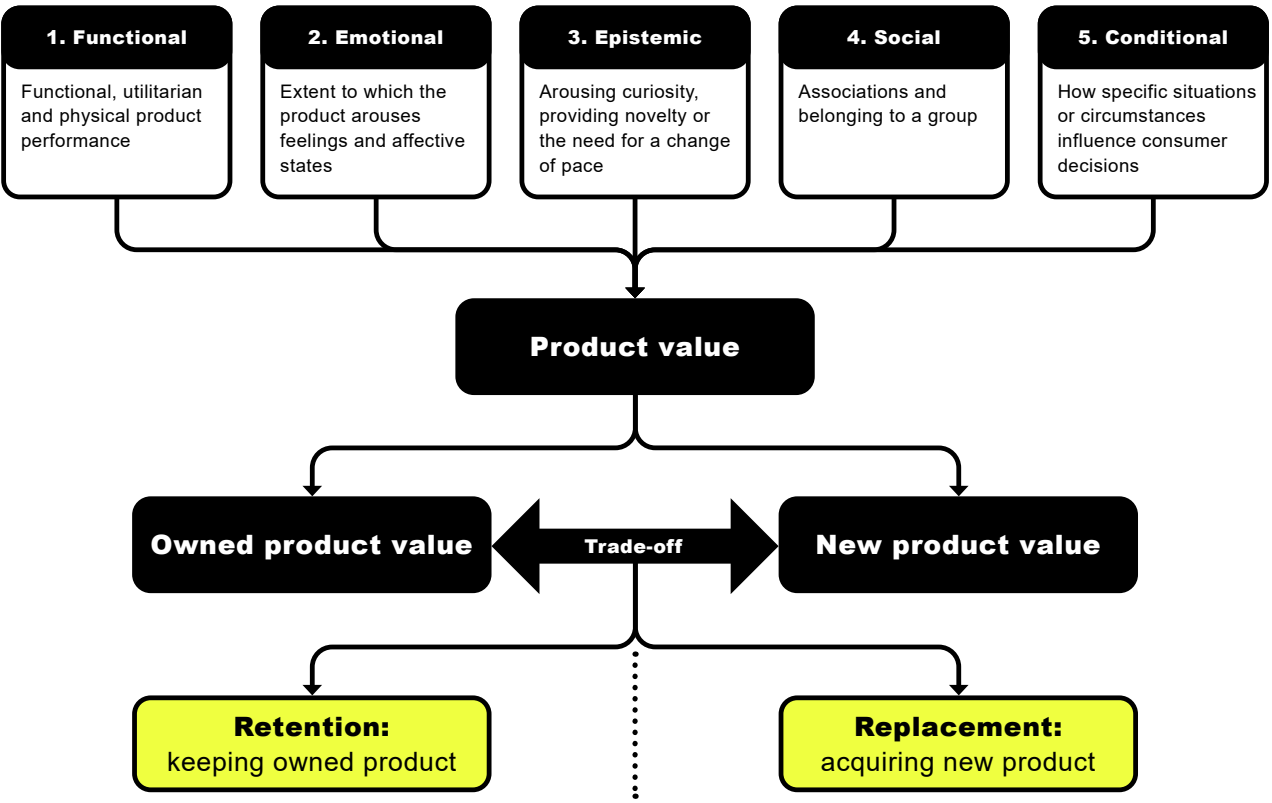 1. Functional
Functional, utilitarian
and physical product
performance
2. Emotional
Extent to which the
product arouses
feelings and affective
states
3. Epistemic
Arousing curiosity,
providing novelty or
the need for a change
of pace
4. Social
Associations and
belonging to a group
5. Conditional
How specific situations
or circumstances
influence consumer
decisions
Product value
Owned product value
Trade-off
New product value
Retention:
keeping owned product
Replacement:
acquiring new product